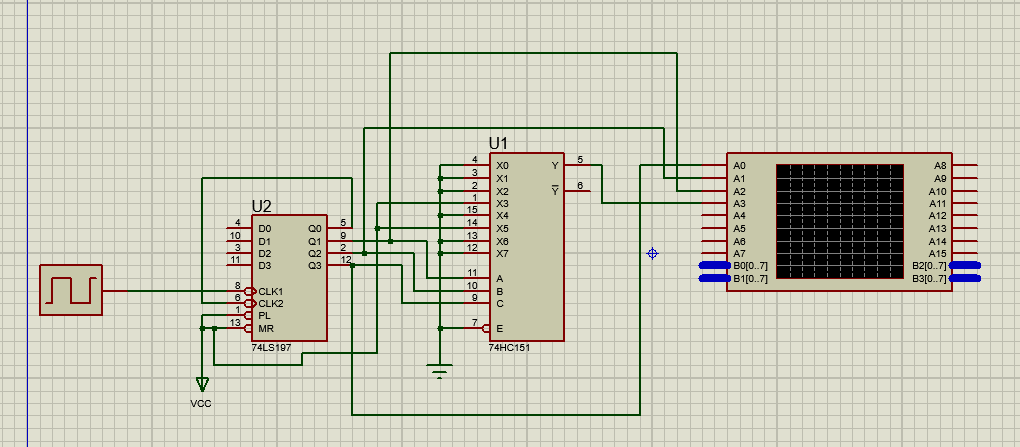 U2
4 D0 Q0 5
10 D1 Q1 9
3 D2 Q2 2
11 D3 Q3 12
8 CLK1
6 CLK2
1 PL
13 MR
74LS197
VCC
U1
4 X0 Y 5
3 X1
2 X2 Y 6
1 X3
15 X4
14 X5
13 X6
12 X7
11 A
10 B
9 C
7 E
74HC151
A0 A8
A1 A9
A2 A10
A3 A11
A4 A12
A5 A13
A6 A14
A7 A15
B0[0..7] B2[0..7]
B1[0..7] B3[0..7]